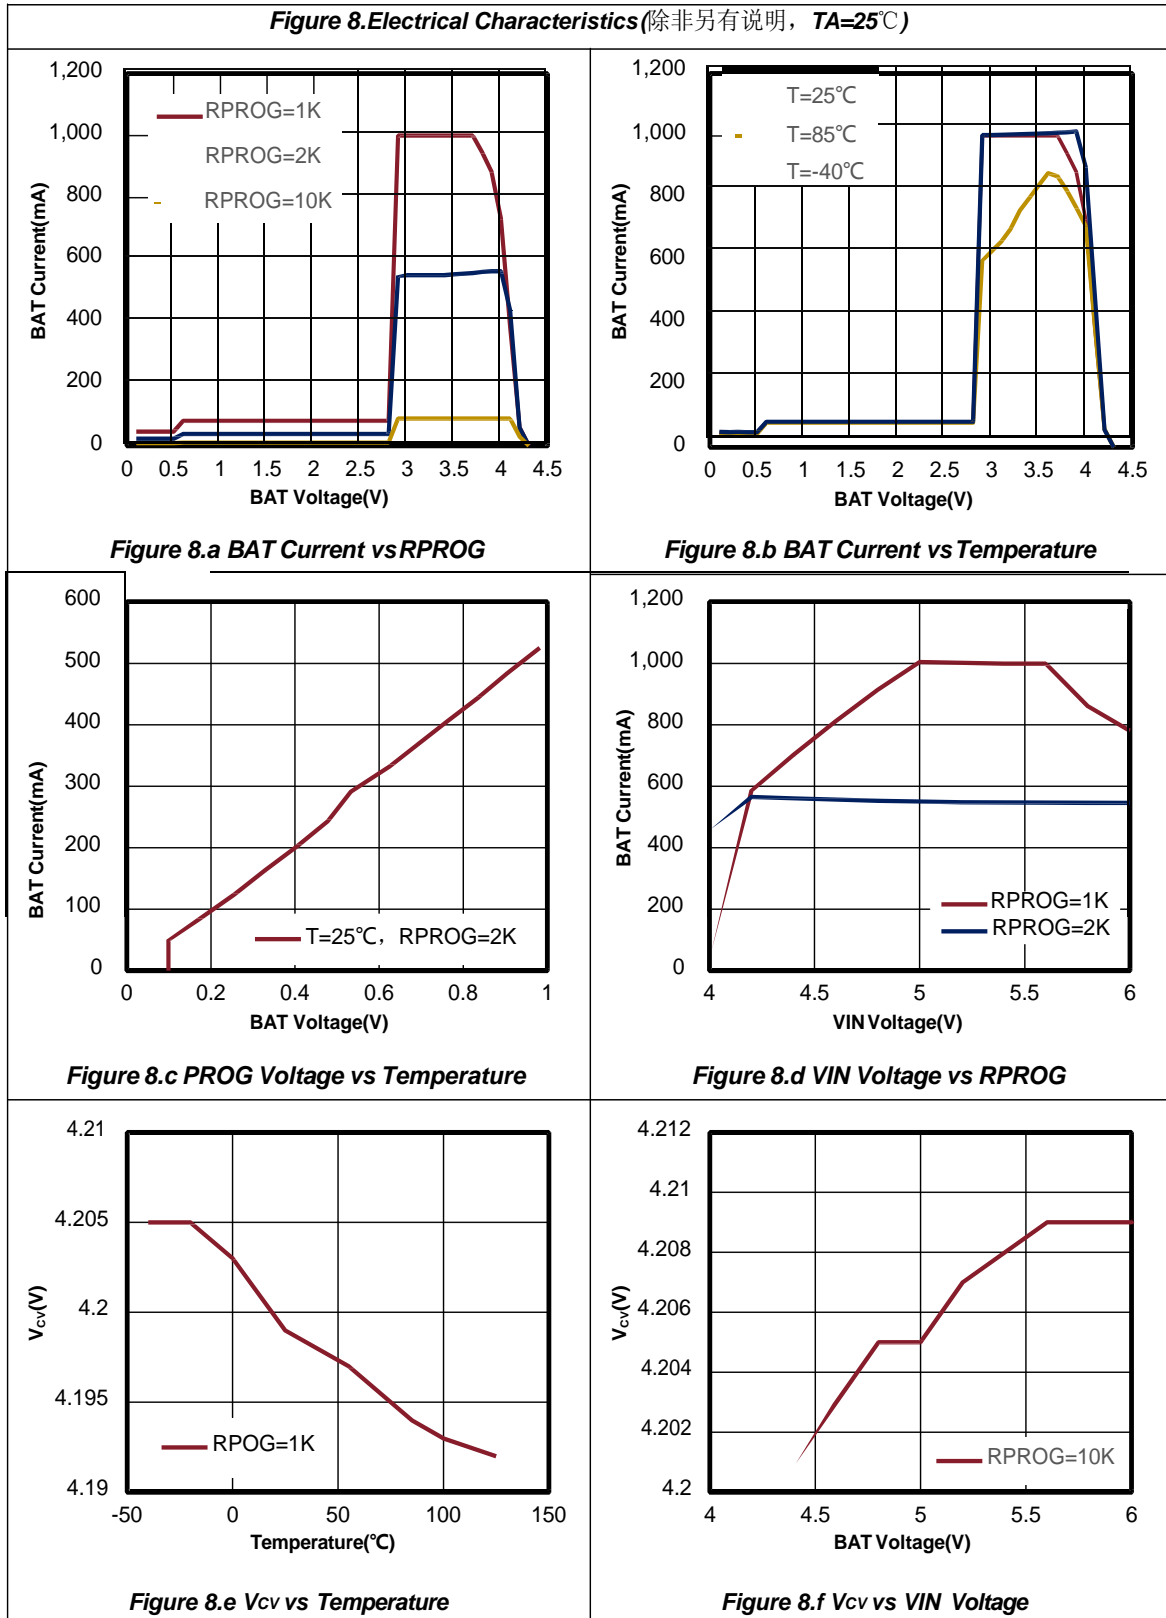 Figure 8.Electrical Characteristics(除非另有说明，TA=25℃)
1,200
1,000
800
600
400
200
0
BAT Current(mA)
RPROG=1K
RPROG=2K
RPROG=10K
0 0.5 1 1.5 2 2.5 3 3.5 4 4.5
BAT Voltage(V)
Figure 8.a BAT Current vs RPROG
1,200
1,000
800
600
400
200
0
BAT Current(mA)
T=25℃
T=85℃
T=-40℃
0 0.5 1 1.5 2 2.5 3 3.5 4 4.5
BAT Voltage(V)
Figure 8.b BAT Current vs Temperature
600
500
400
300
200
100
0
BAT Current(mA)
T=25℃，RPROG=2K
0 0.2 0.4 0.6 0.8 1
BAT Voltage(V)
Figure 8.c PROG Voltage vs Temperature
1,200
1,000
800
600
400
200
0
BAT Current(mA)
RPROG=1K
RPROG=2K
4 4.5 5 5.5 6
VIN Voltage(V)
Figure 8.d VIN Voltage vs RPROG
4.21
4.205
4.2
4.195
4.19
Vcv(V)
RPOG=1K
-50 0 50 100 150
Temperature(℃)
Figure 8.e Vcv vs Temperature
4.212
4.21
4.208
4.206
4.204
4.202
4.2
Vcv(V)
RPROG=10K
4 4.5 5 5.5 6
BAT Voltage(V)
Figure 8.f Vcv vs VIN Voltage